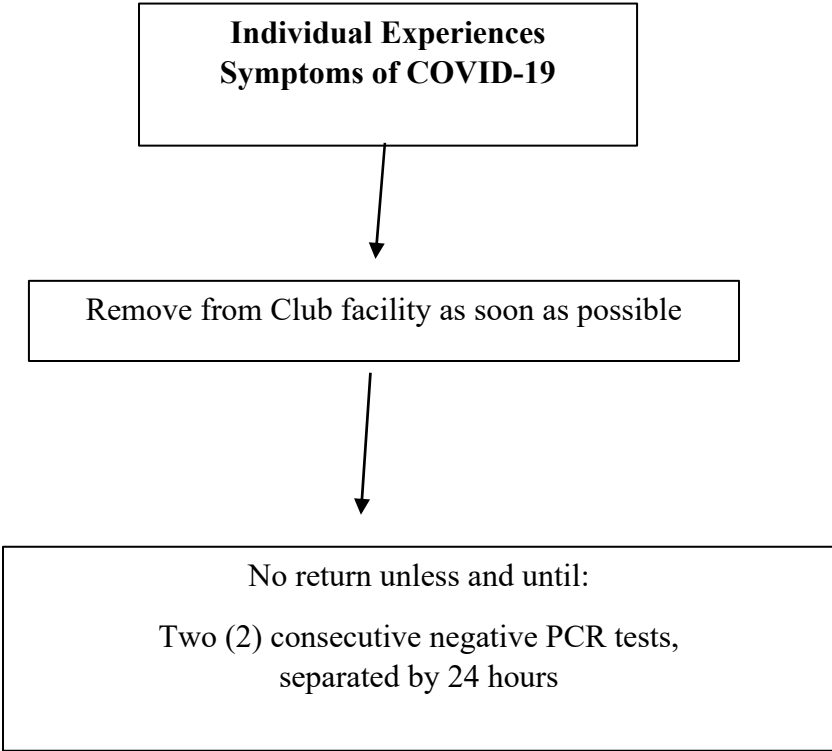 Individual Experiences
Symptoms of COVID-19
Remove from Club facility as soon as possible
No return unless and until:
Two (2) consecutive negative PCR tests,
separated by 24 hours